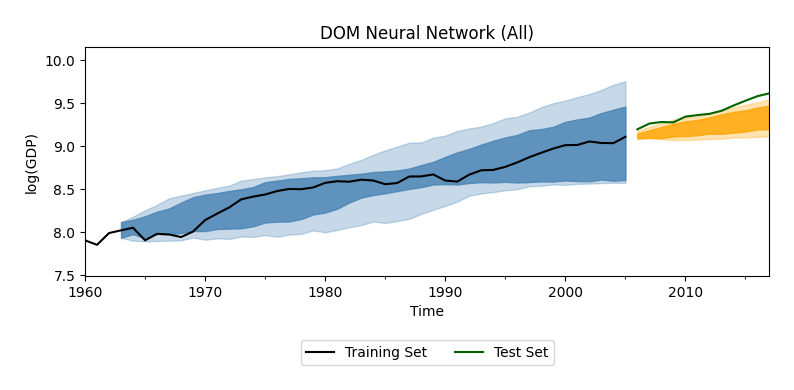 DOM Neural Network (All)
10.0
9.5
9.0
8.5
8.0
7.5
log(GDP)
1960 1970 1980 1990 2000 2010
Time
Training Set Test Set